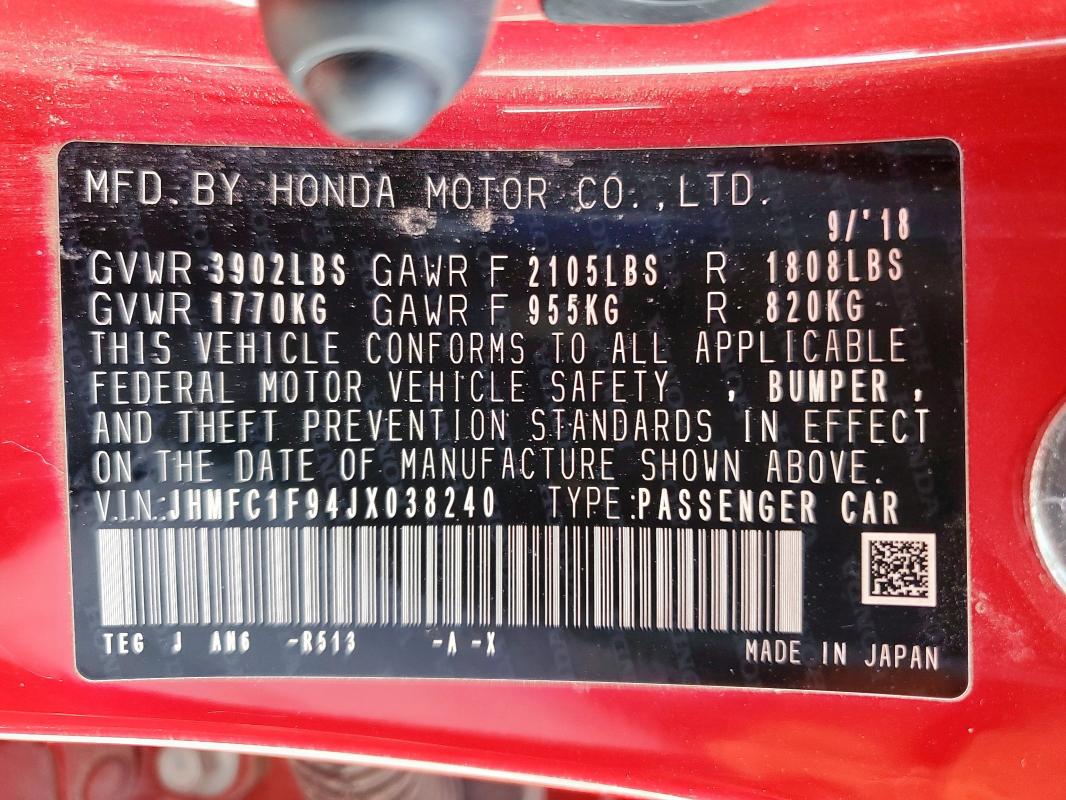 MFD. BY HONDA MOTOR CO.,LTD.
9/'18
GVWR 3902LBS GAWR F 2105LBS R 1808LBS
GVWR 1770KG GAWR F 955KG R 820KG
THIS VEHICLE CONFORMS TO ALL APPLICABLE
FEDERAL MOTOR VEHICLE SAFETY , BUMPER ,
AND THEFT PREVENTION STANDARDS IN EFFECT
ON THE DATE OF MANUFACTURE SHOWN ABOVE.
V.I.N.:JHMFC1F94JX038240 TYPE:PASSENGER CAR
TEG J AN6 -R513 -A -X
MADE IN JAPAN